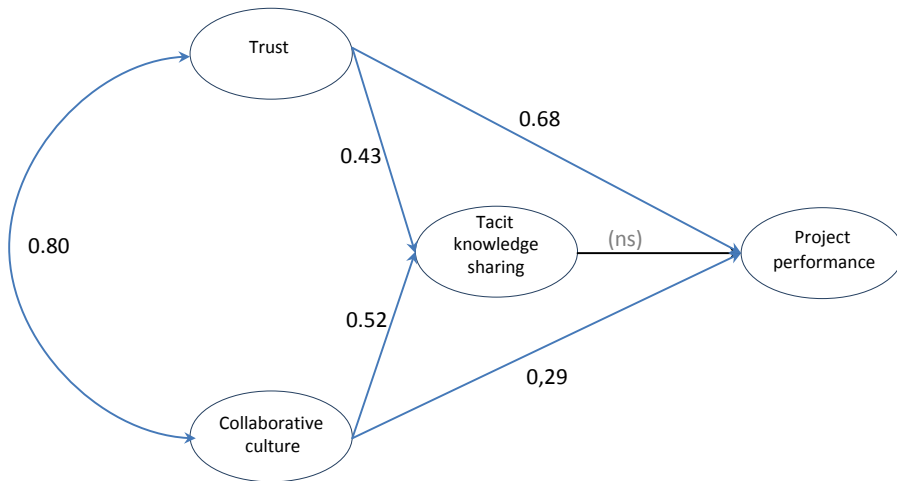 Trust
0.68
0.43
Tacit
knowledge
sharing
(ns)
Project
performance
0.80
0.52
0,29
Collaborative
culture